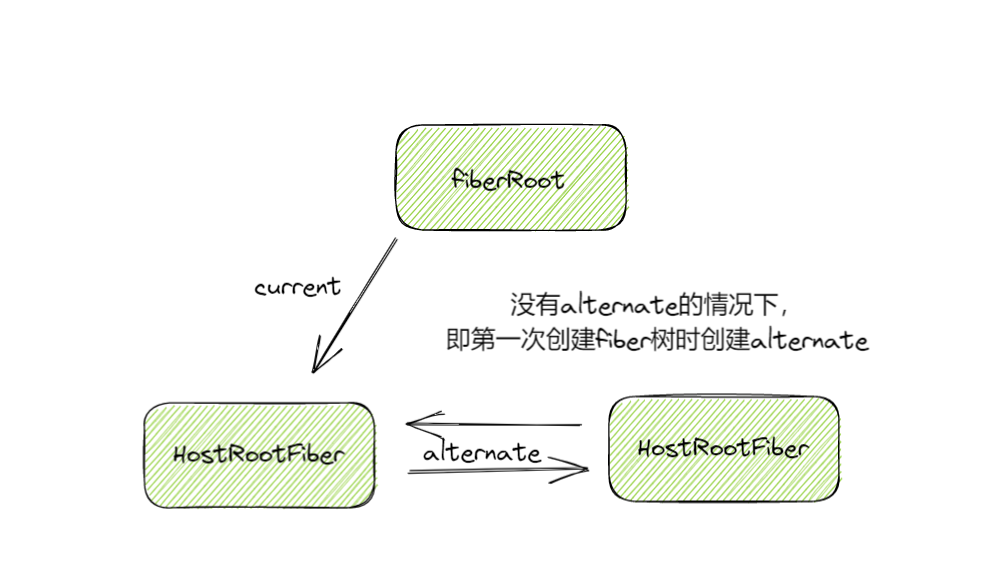 fiberRoot
current
没有alternate的情况下，
即第一次创建fiber树时创建alternate
HostRootFiber
alternate
HostRootFiber